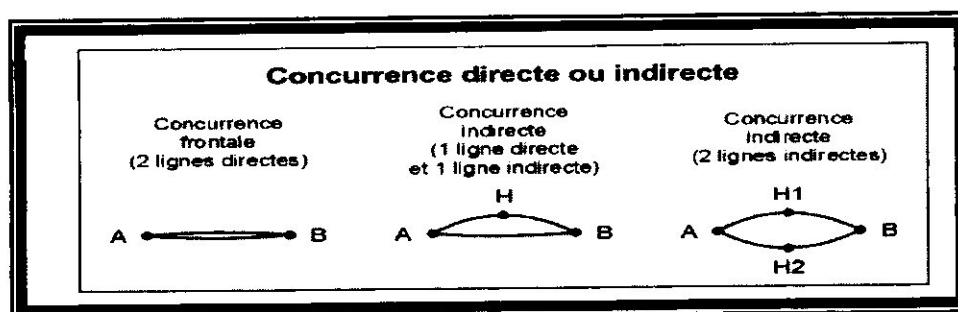 Concurrence directe ou indirecte
Concurrence
frontale
(2 lignes directes)
A
B
Concurrence
indirecte
(1 ligne directe
et 1 ligne indirecte)
H
A
B
Concurrence
indirecte
(2 lignes indirectes)
H1
A
B
H2